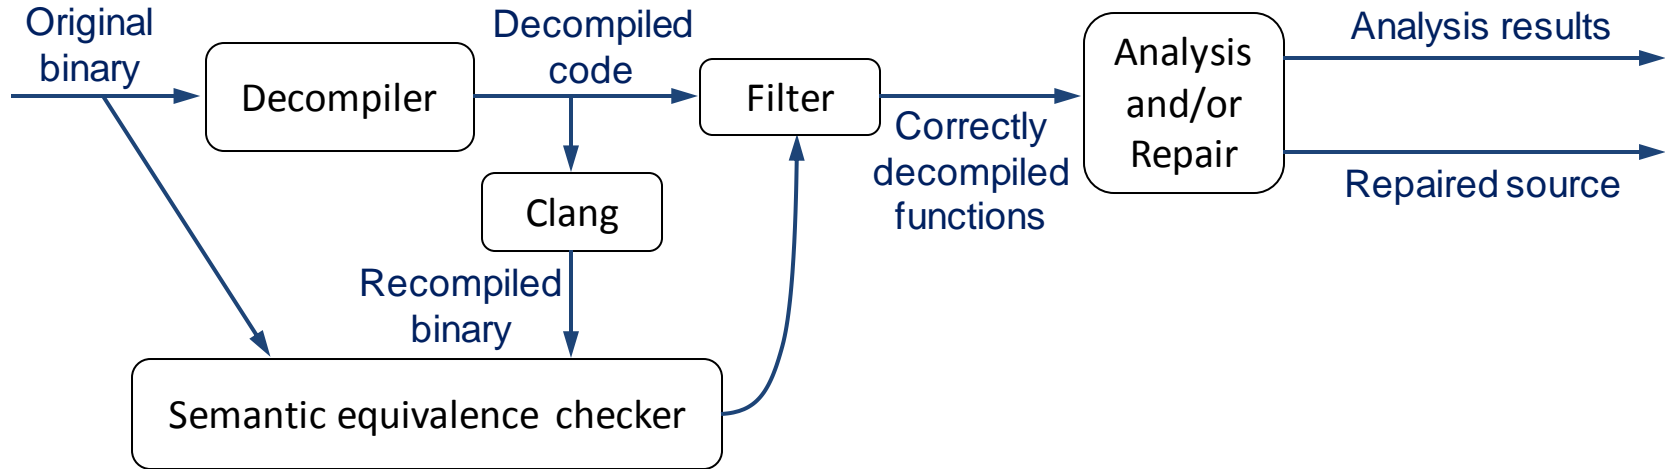 Original
binary
Decompiler
Decompiled
code
Filter
Clang
Recompiled
binary
Semantic equivalence checker
Correctly
decompiled
functions
Analysis
and/or
Repair
Analysis results
Repaired source